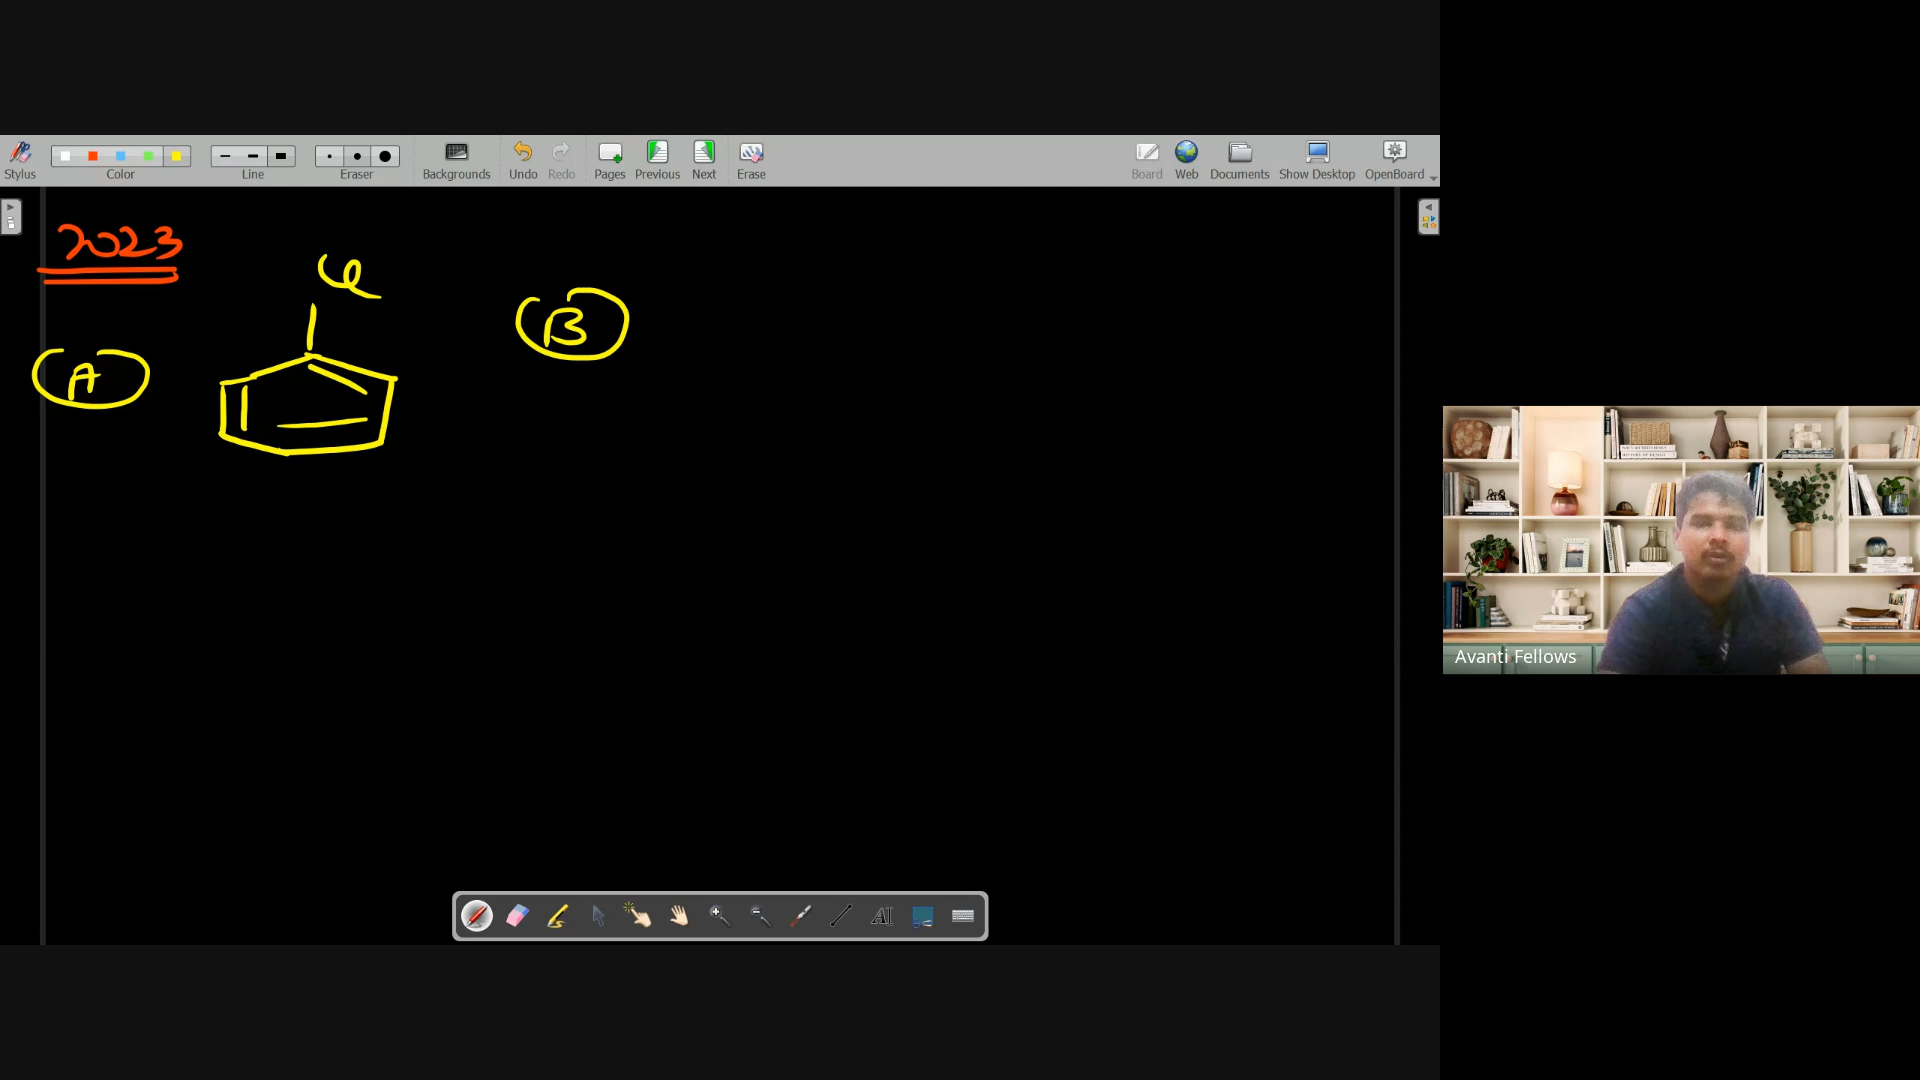 Stylus Color Line Eraser Backgrounds Undo Redo Pages Previous Next Erase Board Web Documents Show Desktop OpenBoard
2023
Cl
B
A
Avanti Fellows